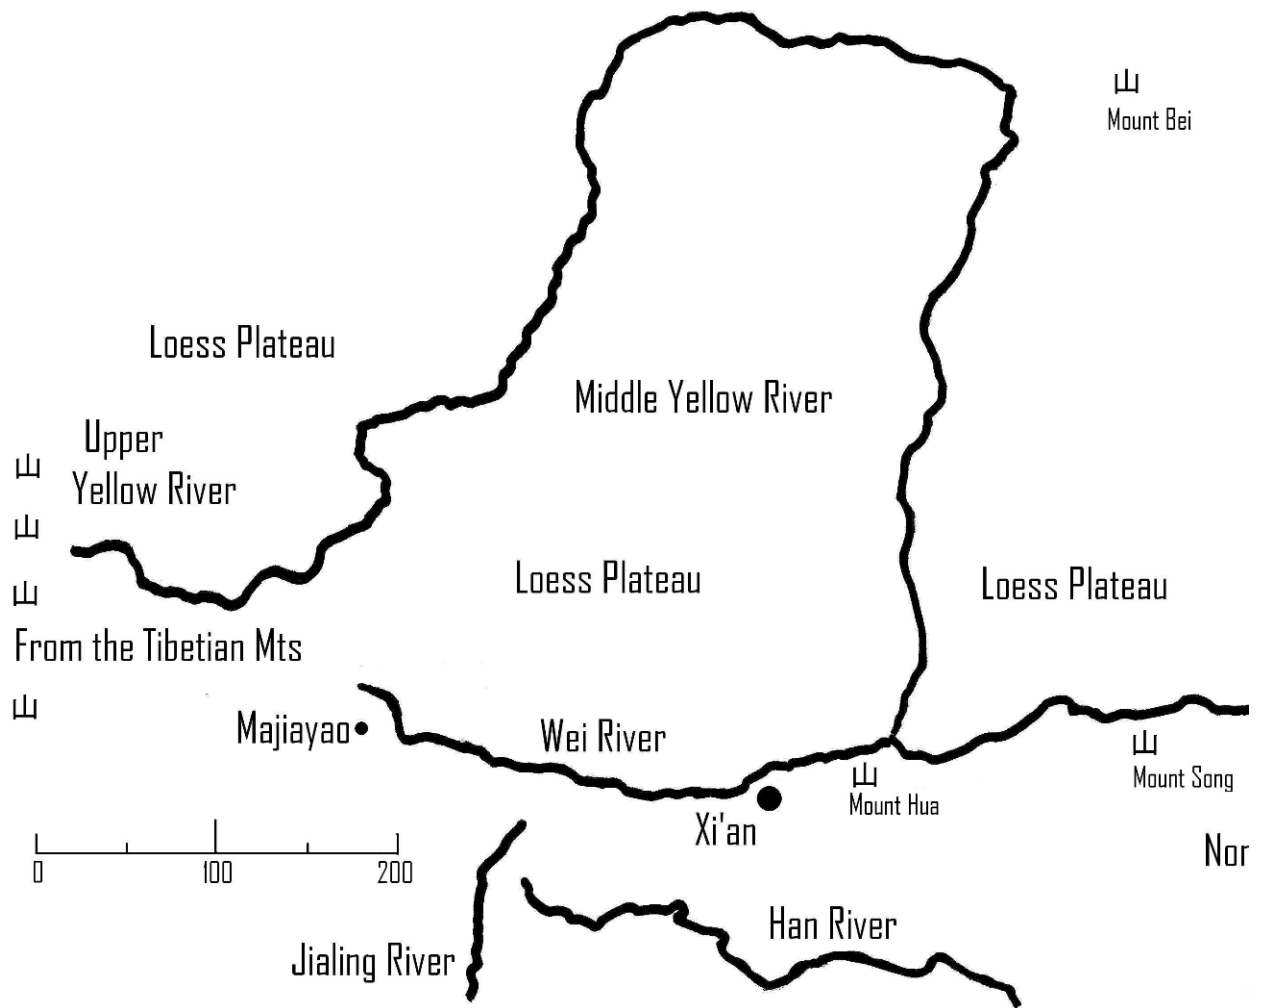 山
Mount Bei
Loess Plateau
Middle Yellow River
Upper
Yellow River
山
山
山
Loess Plateau
Loess Plateau
From the Tibetian Mts
山
Majiayao
Wei River
山
Mount Song
山
Mount Hua
Xi'an
Nor
0
100
200
Han River
Jialing River